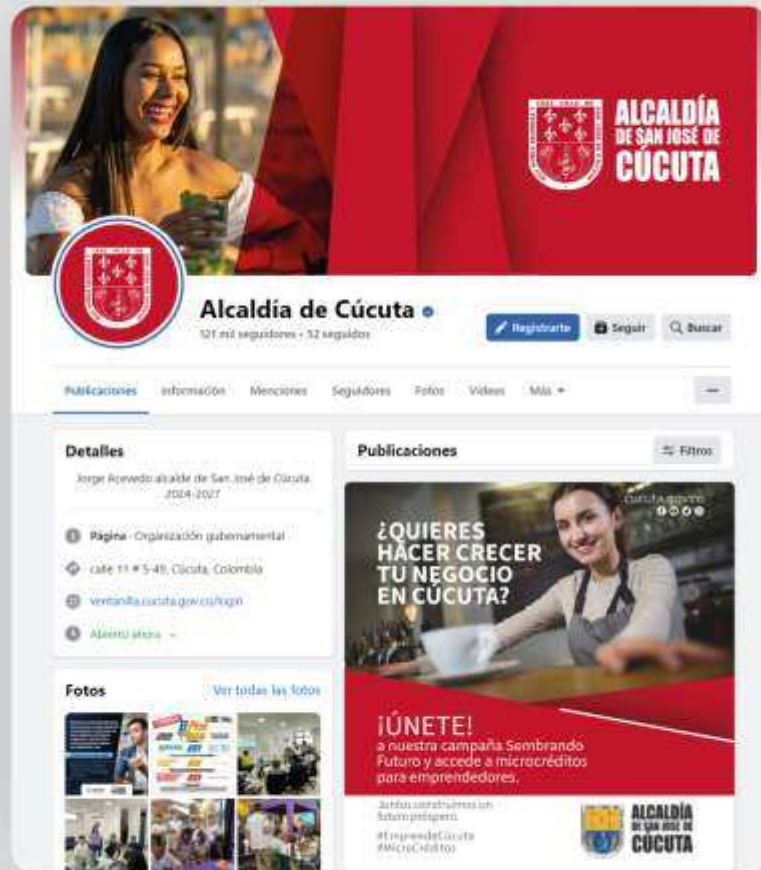 ALCALDÍA
DE SAN JOSÉ DE
CÚCUTA
Alcaldía de Cúcuta
121 mil seguidores • 52 seguidos
Registrarte
Seguir
Buscar
Publicaciones
Información
Menciones
Seguidores
Fotos
Videos
Más
Detalles
Jorge Acevedo alcalde de San José de Cúcuta
2024-2027
Página · Organización gubernamental
calle 11 # 5-49, Cúcuta, Colombia
ventanilla.cucuta.gov.co/login
Abierto ahora
Fotos
Ver todas las fotos
Publicaciones
Filtros
cucuta.gov.co
¿QUIERES
HACER CRECER
TU NEGOCIO
EN CÚCUTA?
¡ÚNETE!
a nuestra campaña Sembrando
Futuro y accede a microcréditos
para emprendedores.
Juntos construimos un
futuro próspero.
#EmprendeCúcuta
#MicroCréditos
ALCALDÍA
DE SAN JOSÉ DE
CÚCUTA